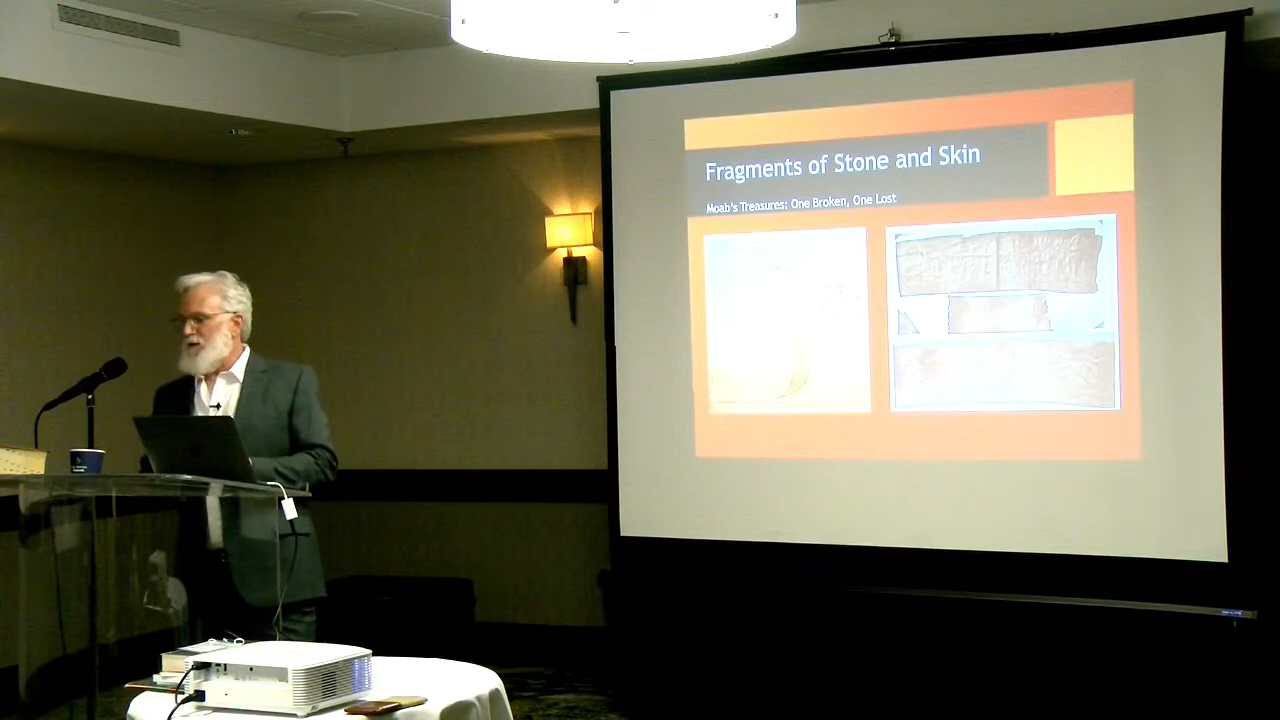 Fragments of Stone and Skin
Moab's Treasures: One Broken, One Lost